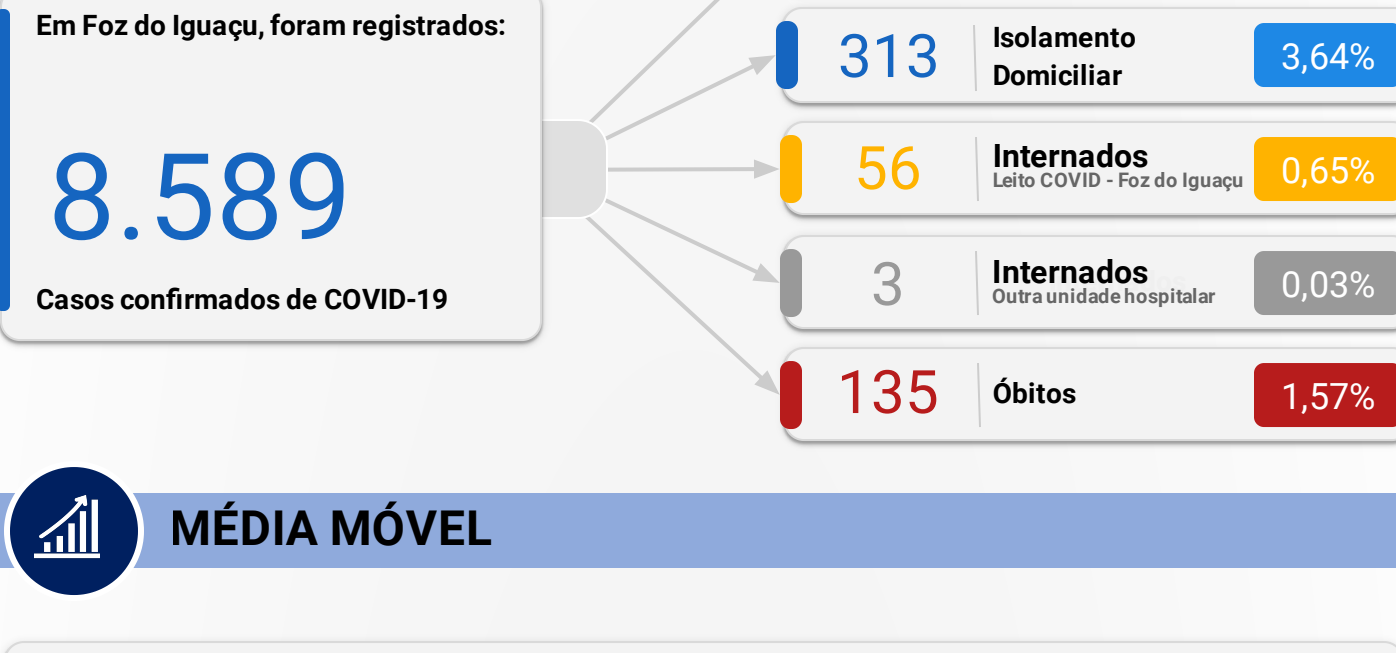 Em Foz do Iguaçu, foram registrados:
8.589
Casos confirmados de COVID-19
313
Isolamento
Domiciliar
3,64%
56
Internados
Leito COVID - Foz do Iguaçu
0,65%
3
Internados
Outra unidade hospitalar
0,03%
135
Óbitos
1,57%
MÉDIA MÓVEL